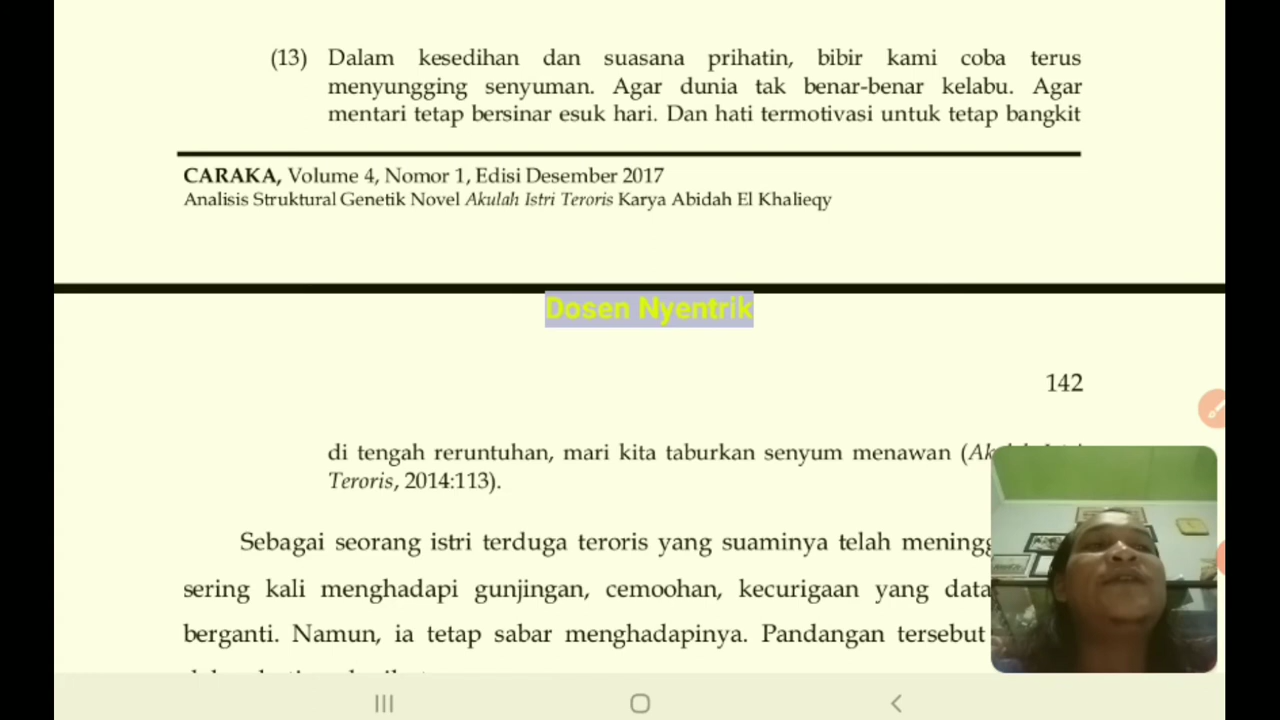 (13) Dalam kesedihan dan suasana prihatin, bibir kami coba terus
menyungging senyuman. Agar dunia tak benar-benar kelabu. Agar
mentari tetap bersinar esuk hari. Dan hati termotivasi untuk tetap bangkit
CARAKA, Volume 4, Nomor 1, Edisi Desember 2017
Analisis Struktural Genetik Novel Akulah Istri Teroris Karya Abidah El Khalieqy
Dosen Nyentrik
142
di tengah reruntuhan, mari kita taburkan senyum menawan (
Teroris, 2014:113).
Sebagai seorang istri terduga teroris yang suaminya telah
sering kali menghadapi gunjingan, cemoohan, kecurigaan yang
berganti. Namun, ia tetap sabar menghadapinya. Pandangan tersebut